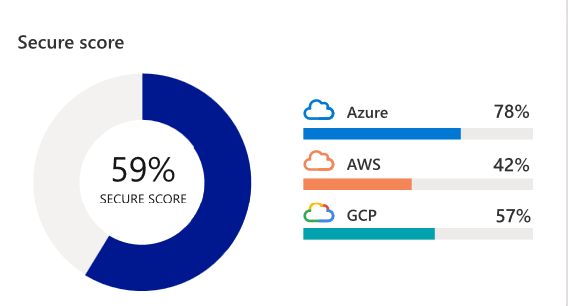 Secure score
59%
SECURE SCORE
Azure 78%
AWS 42%
GCP 57%